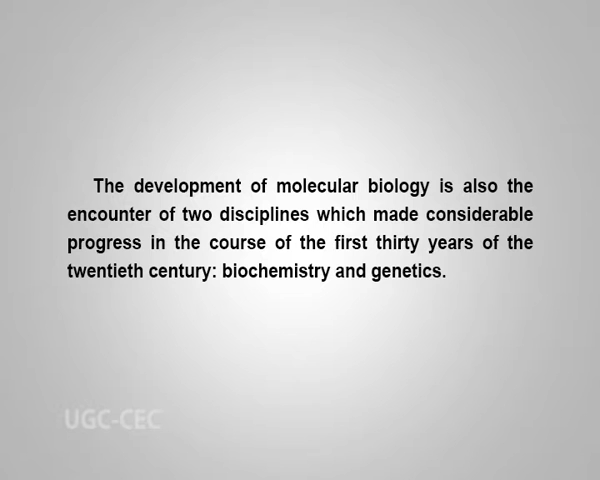 The development of molecular biology is also the
encounter of two disciplines which made considerable
progress in the course of the first thirty years of the
twentieth century: biochemistry and genetics.
UGC-CEC